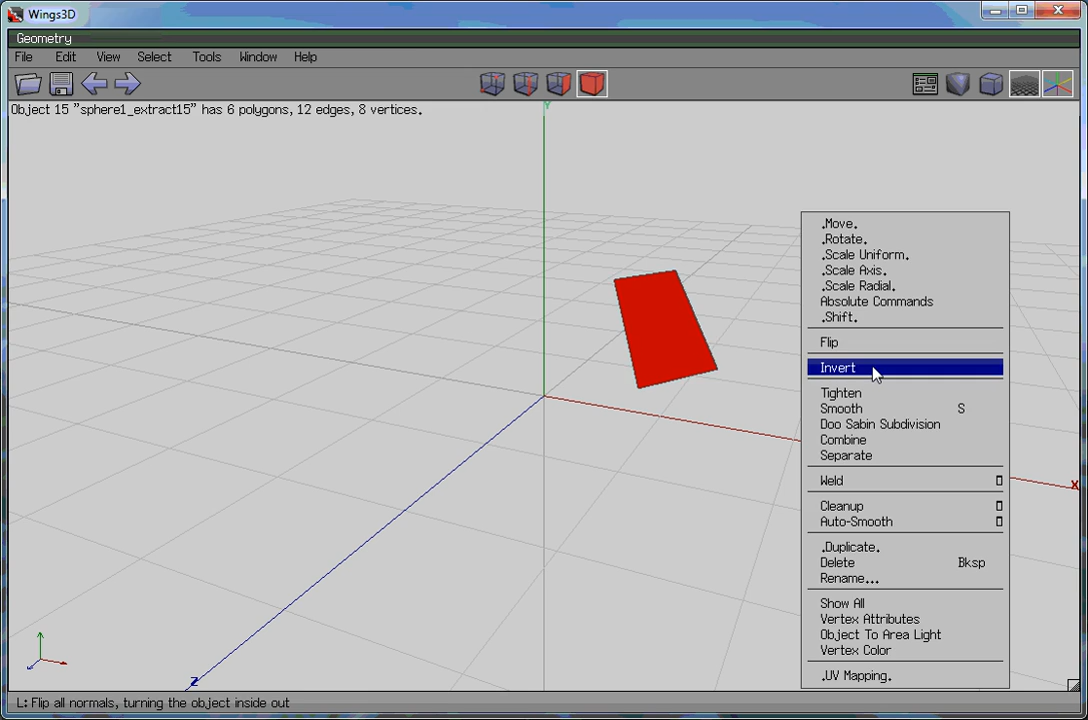 Wings3D
Geometry
File Edit View Select Tools Window Help
Object 15 "sphere1_extract15" has 6 polygons, 12 edges, 8 vertices.
Y
.Move.
.Rotate.
.Scale Uniform.
.Scale Axis.
.Scale Radial.
Absolute Commands
.Shift.
Flip
Invert
Tighten
Smooth S
Doo Sabin Subdivision
Combine
Separate
Weld
X
Cleanup
Auto-Smooth
.Duplicate.
Delete Bksp
Rename...
Show All
Vertex Attributes
Object To Area Light
Vertex Color
.UV Mapping.
Z
L: Flip all normals, turning the object inside out